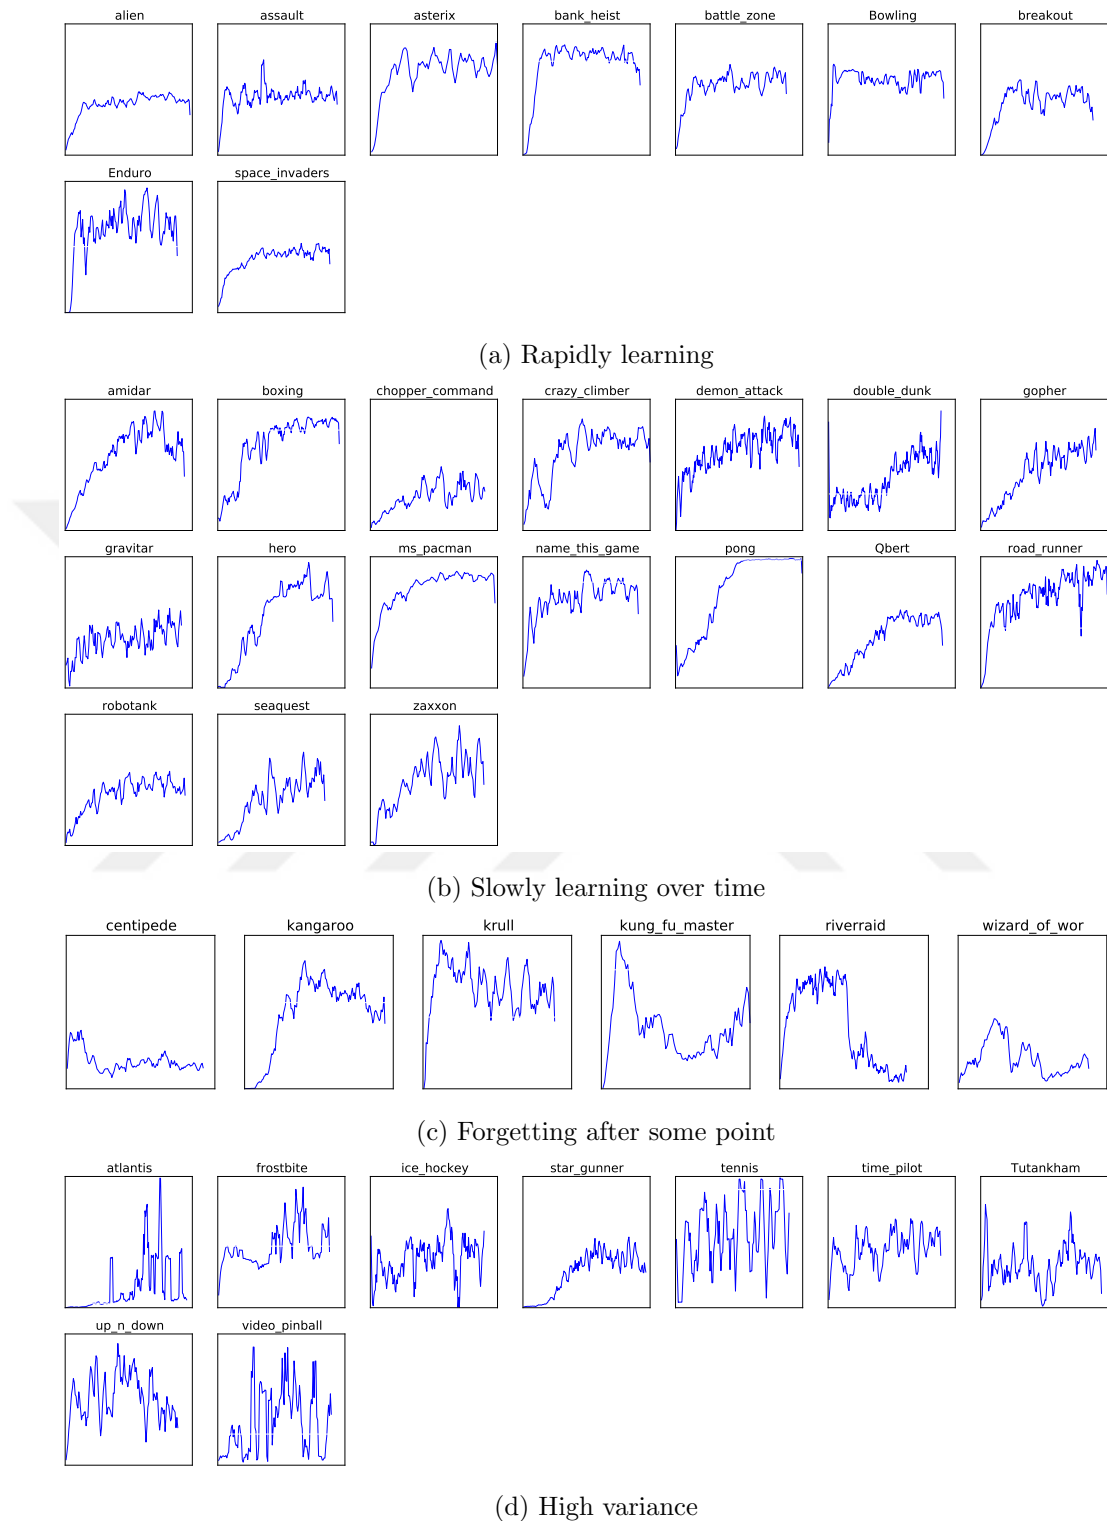 alien assault asterix bank_heist battle_zone Bowling breakout
Enduro space_invaders
(a) Rapidly learning
amidar boxing chopper_command crazy_climber demon_attack double_dunk gopher
gravitar hero ms_pacman name_this_game pong Qbert road_runner
robotank seaquest zaxxon
(b) Slowly learning over time
centipede kangaroo krull kung_fu_master riverraid wizard_of_wor
(c) Forgetting after some point
atlantis frostbite ice_hockey star_gunner tennis time_pilot Tutankham
up_n_down video_pinball
(d) High variance